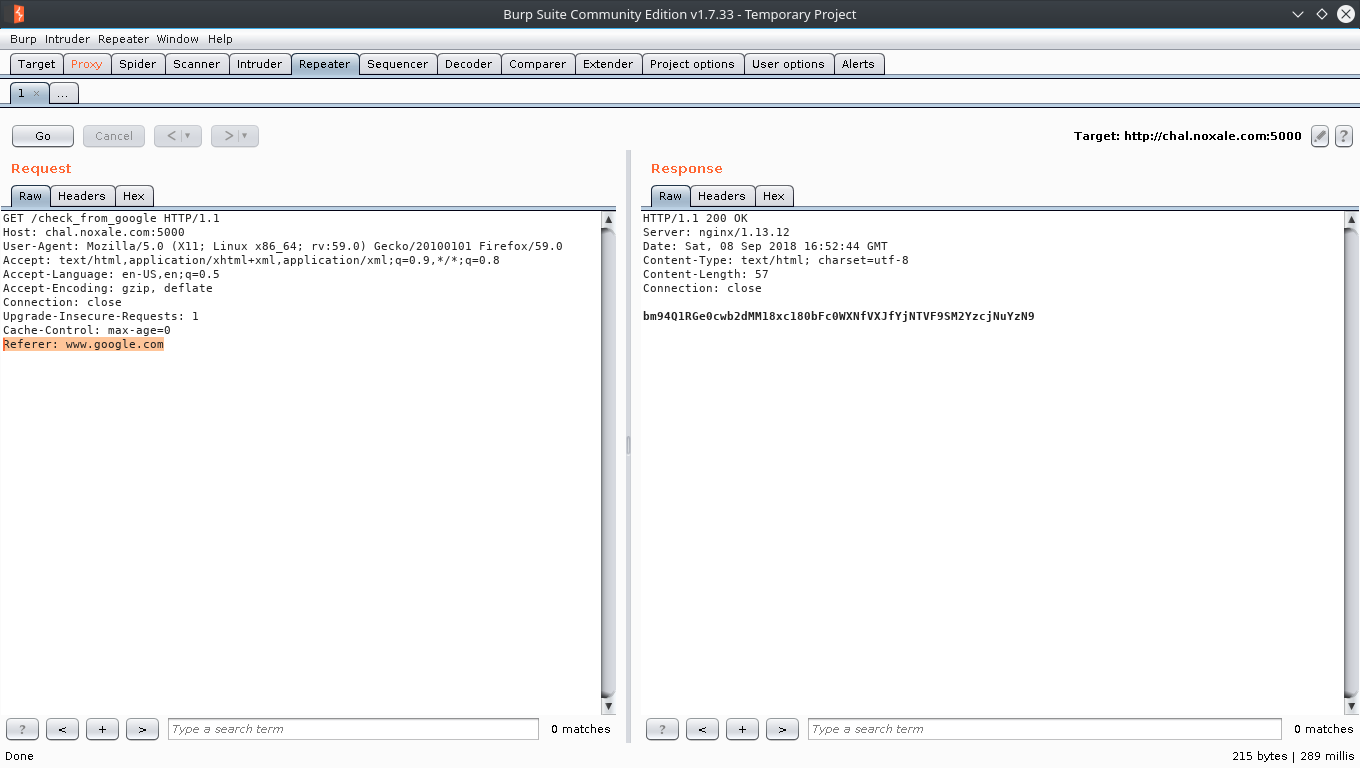 Burp Suite Community Edition v1.7.33 - Temporary Project
Burp Intruder Repeater Window Help
Target Proxy Spider Scanner Intruder Repeater Sequencer Decoder Comparer Extender Project options User options Alerts
1 × ...
Go Cancel < ▾ > ▾ Target: http://chal.noxale.com:5000 ?
Request
Raw Headers Hex
GET /check_from_google HTTP/1.1
Host: chal.noxale.com:5000
User-Agent: Mozilla/5.0 (X11; Linux x86_64; rv:59.0) Gecko/20100101 Firefox/59.0
Accept: text/html,application/xhtml+xml,application/xml;q=0.9,*/*;q=0.8
Accept-Language: en-US,en;q=0.5
Accept-Encoding: gzip, deflate
Connection: close
Upgrade-Insecure-Requests: 1
Cache-Control: max-age=0
Referer: www.google.com
? < + > Type a search term 0 matches
Response
Raw Headers Hex
HTTP/1.1 200 OK
Server: nginx/1.13.12
Date: Sat, 08 Sep 2018 16:52:44 GMT
Content-Type: text/html; charset=utf-8
Content-Length: 57
Connection: close
bm94Q1RGe0cwb2dMM18xc180bFc0WXNfVXJfYjNTVF9SM2YzcjNuYzN9
? < + > Type a search term 0 matches
Done 215 bytes | 289 millis